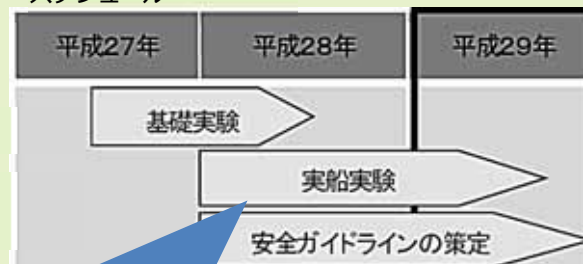 スケジュール
平成27年 平成28年 平成29年
基礎実験
実船実験
安全ガイドラインの策定